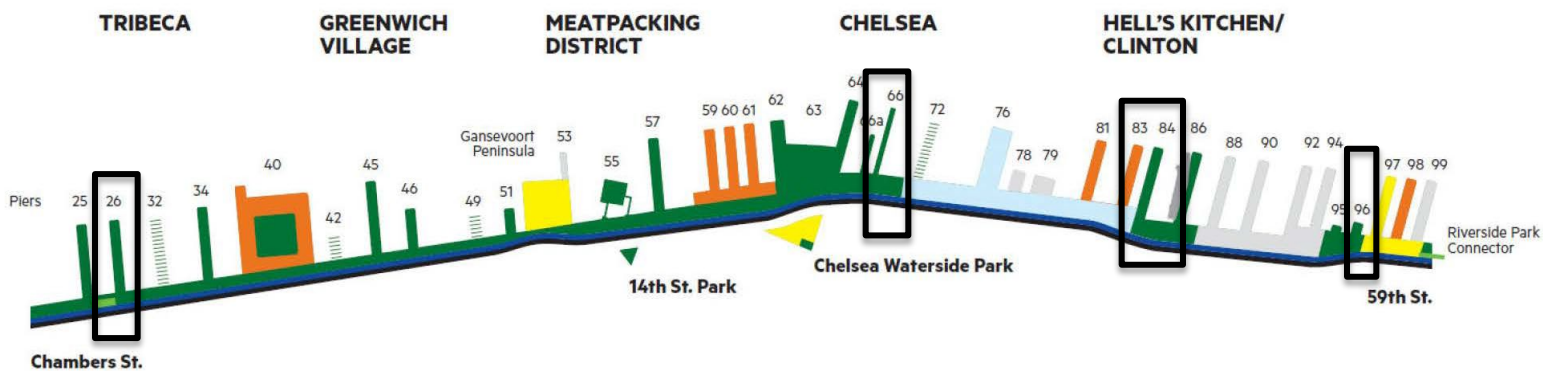 TRIBECA
GREENWICH
VILLAGE
MEATPACKING
DISTRICT
CHELSEA
HELL'S KITCHEN/
CLINTON
Piers
25
26
32
34
40
42
45
46
49
51
Gansevoort
Peninsula
53
55
57
59 60 61
62
63
64
66a
66
72
76
78 79
81
83
84
86
88
90
92 94
95 96
97 98 99
Riverside Park
Connector
14th St. Park
Chelsea Waterside Park
59th St.
Chambers St.